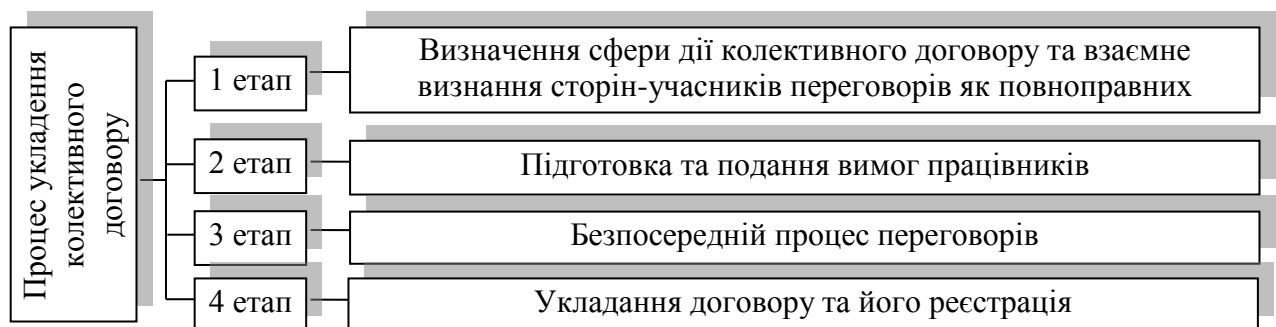 Процес укладення
колективного
договору
1 етап
Визначення сфери дії колективного договору та взаємне
визнання сторін-учасників переговорів як повноправних
2 етап
Підготовка та подання вимог працівників
3 етап
Безпосередній процес переговорів
4 етап
Укладання договору та його реєстрація